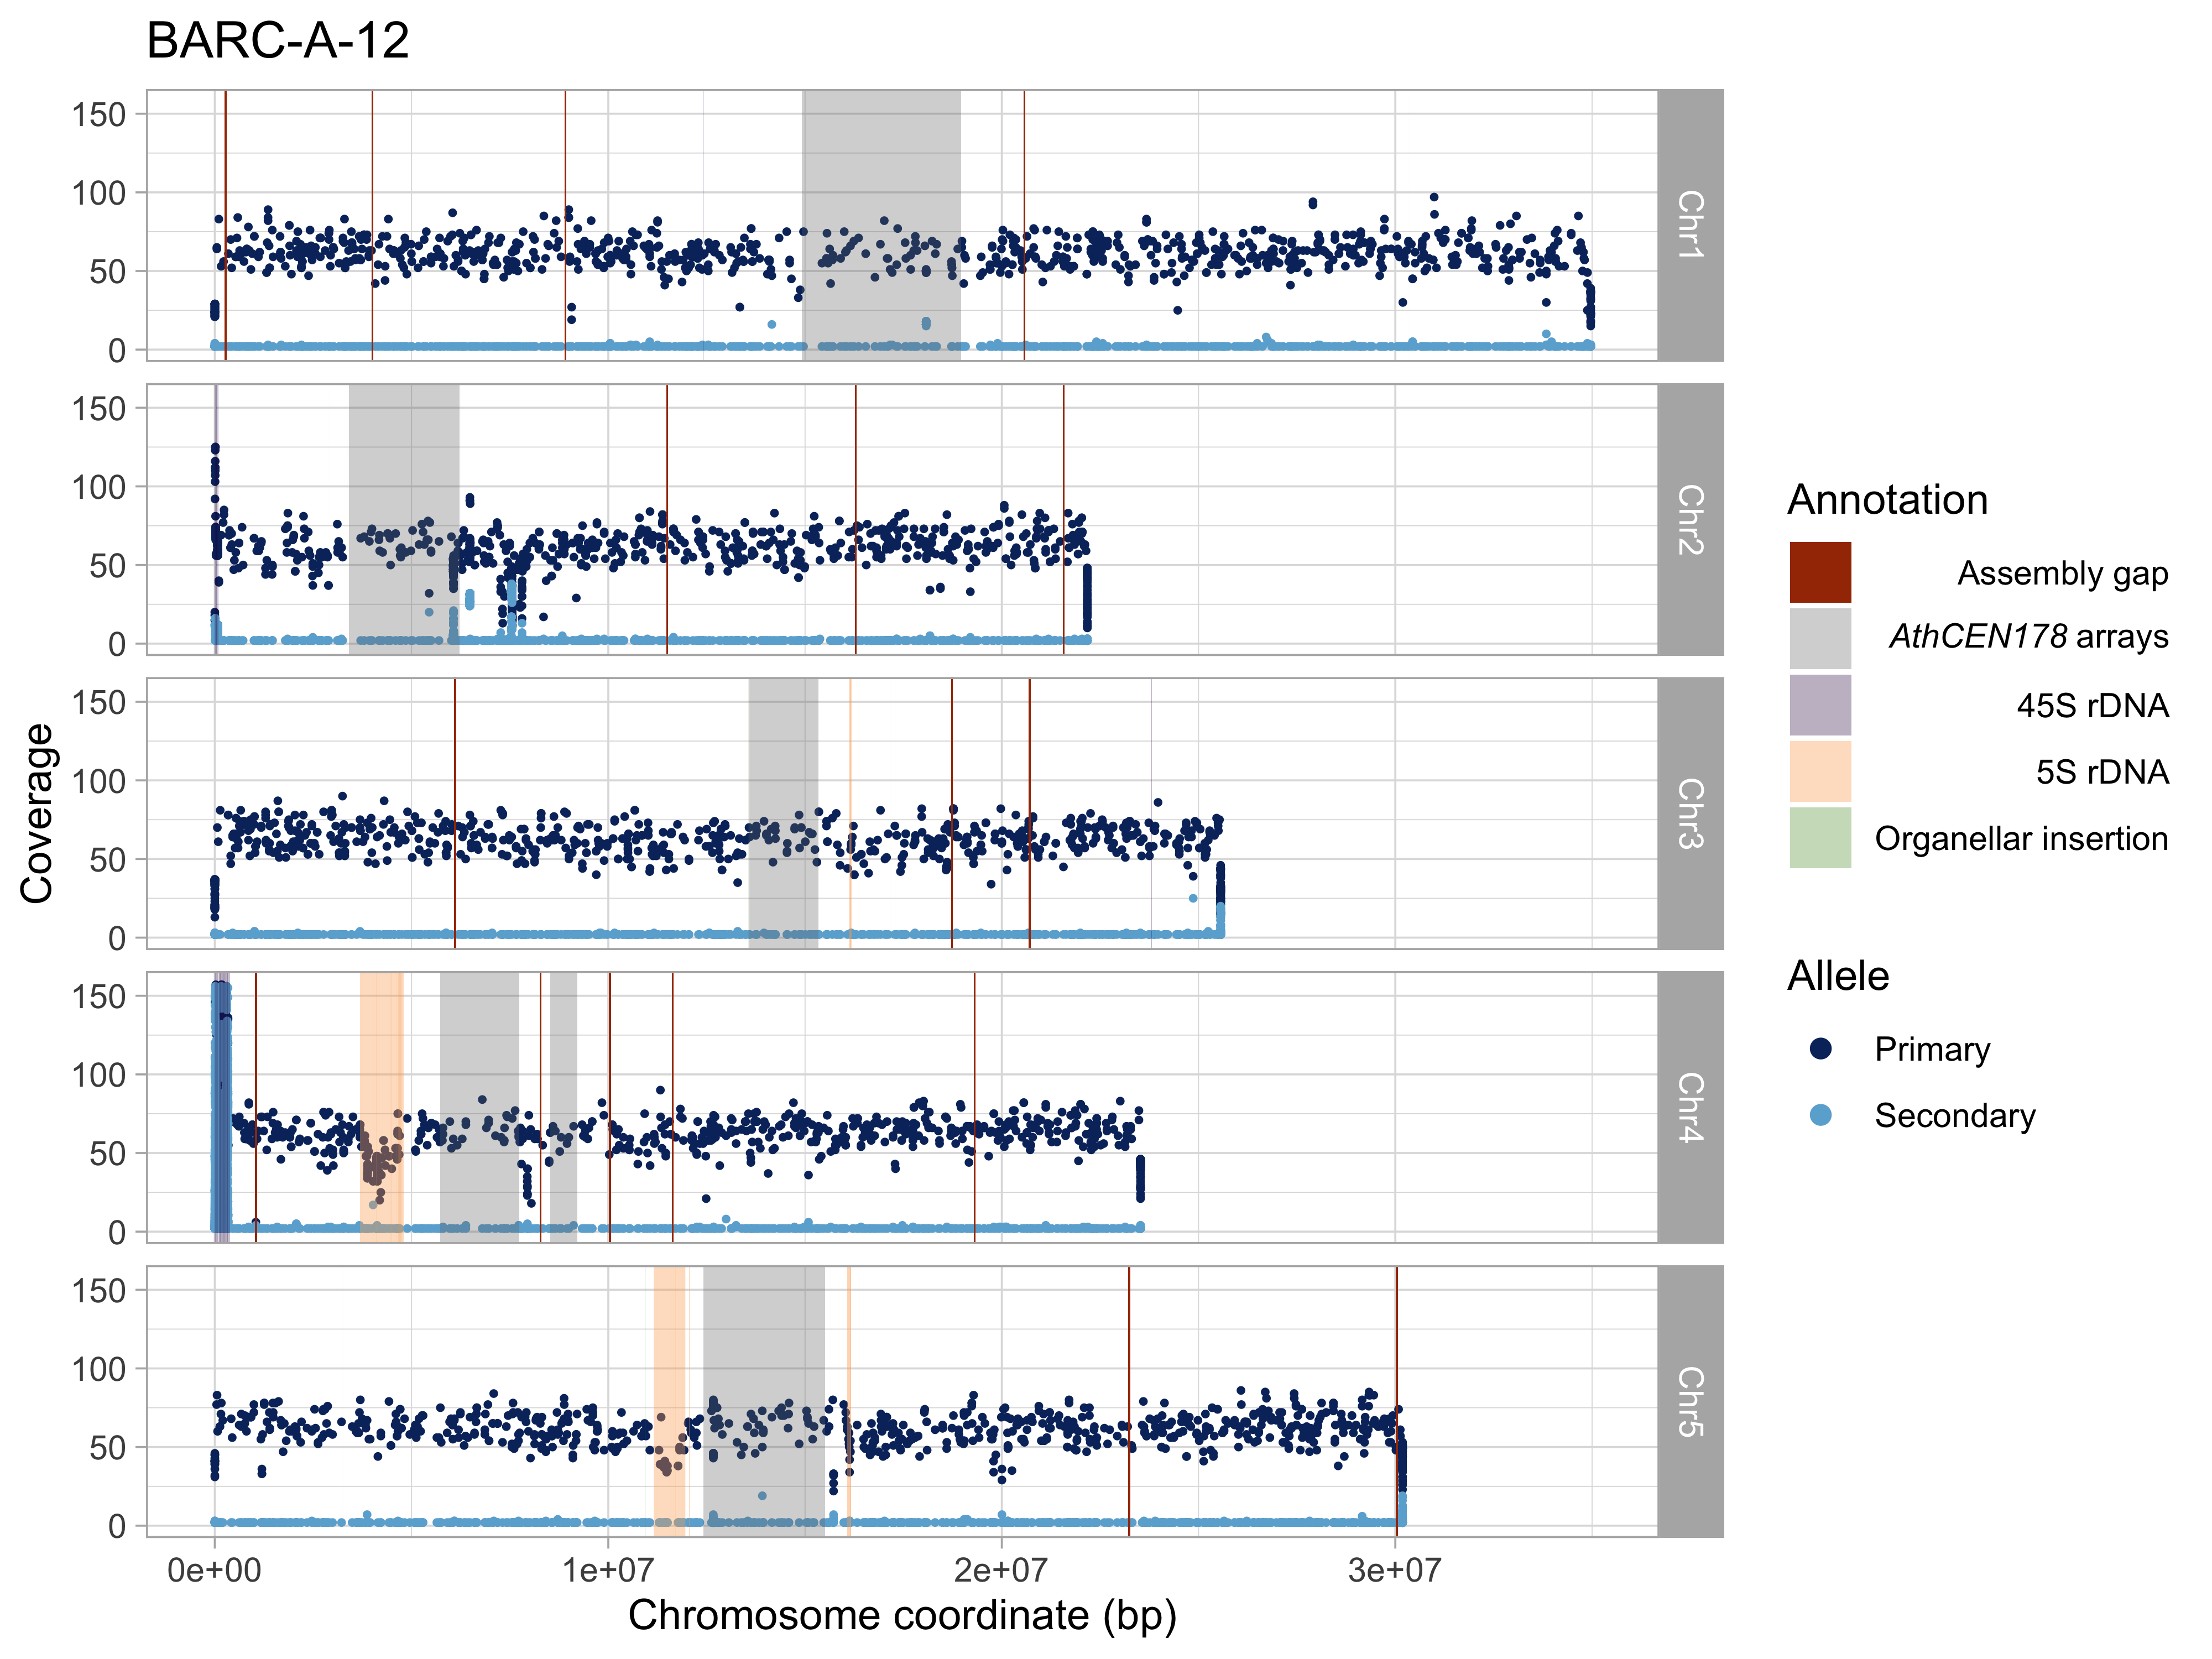 BARC-A-12
150
100
50
0
Chr1
150
100
50
0
Chr2
150
100
50
0
Chr3
150
100
50
0
Chr4
150
100
50
0
Chr5
Coverage
0e+00 1e+07 2e+07 3e+07
Chromosome coordinate (bp)
Annotation
Assembly gap
AthCEN178 arrays
45S rDNA
5S rDNA
Organellar insertion
Allele
Primary
Secondary